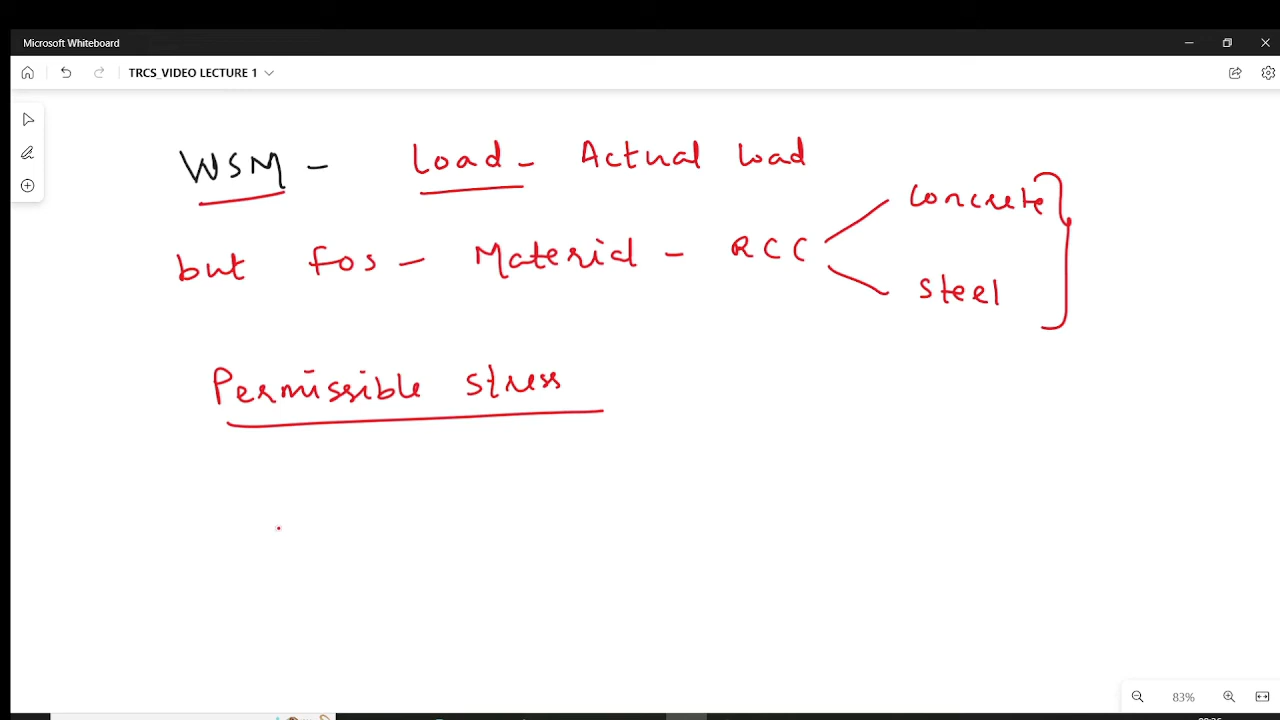 Microsoft Whiteboard
TRCS_VIDEO LECTURE 1
WSM - Load - Actual load
but fos - Material - RCC
concrete
steel
Permissible stress
83%